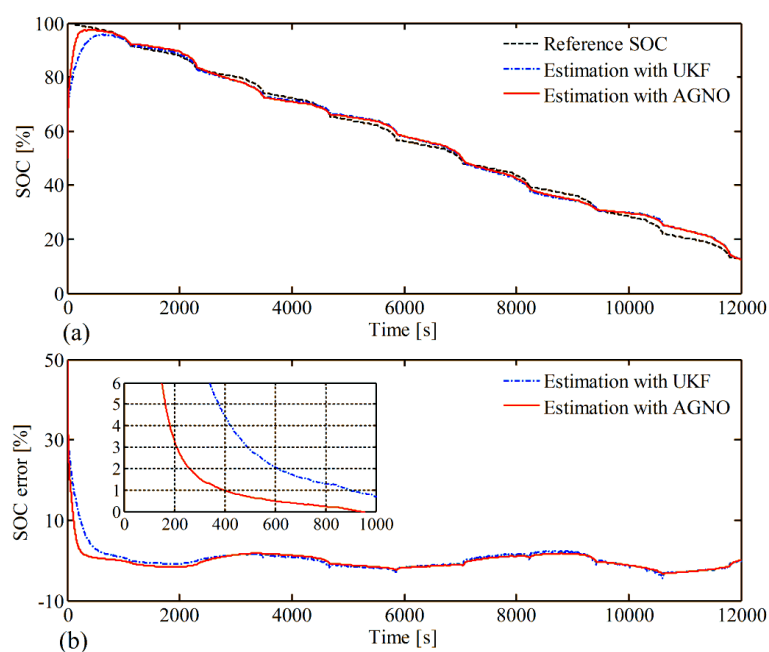 100
80
60
40
20
0
SOC [%]
Reference SOC
Estimation with UKF
Estimation with AGNO
0 2000 4000 6000 8000 10000 12000
Time [s]
(a)
50
30
10
-10
SOC error [%]
Estimation with UKF
Estimation with AGNO
6
5
4
3
2
1
0
0 200 400 600 800 1000
0 2000 4000 6000 8000 10000 12000
Time [s]
(b)